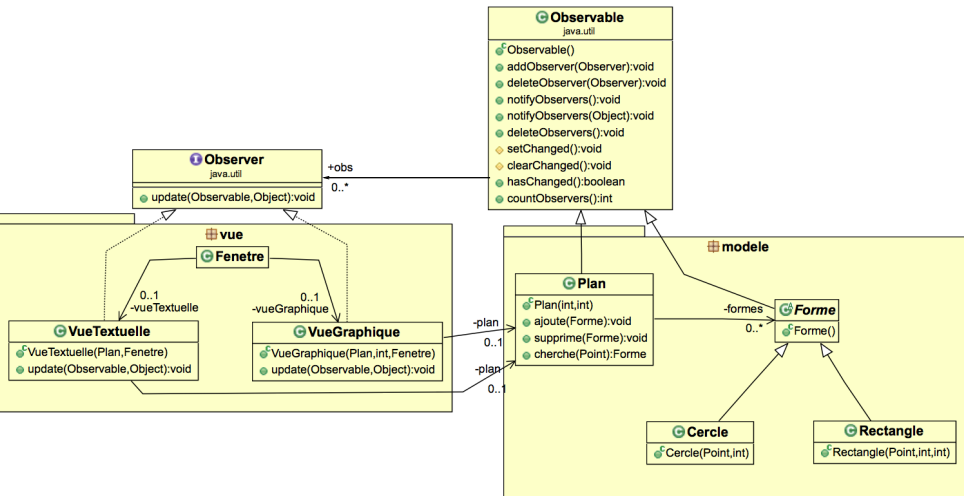 Observable
java.util
Observable()
addObserver(Observer):void
deleteObserver(Observer):void
notifyObservers():void
notifyObservers(Object):void
deleteObservers():void
setChanged():void
clearChanged():void
hasChanged():boolean
countObservers():int
Observer
java.util
update(Observable,Object):void
+obs
0..*
vue
Fenetre
0..1
-vueTextuelle
0..1
-vueGraphique
VueTextuelle
VueTextuelle(Plan,Fenetre)
update(Observable,Object):void
VueGraphique
VueGraphique(Plan,int,Fenetre)
update(Observable,Object):void
-plan
0..1
-plan
0..1
modele
Plan
Plan(int,int)
ajoute(Forme):void
supprime(Forme):void
cherche(Point):Forme
-formes
0..*
Forme
Forme()
Cercle
Cercle(Point,int)
Rectangle
Rectangle(Point,int,int)